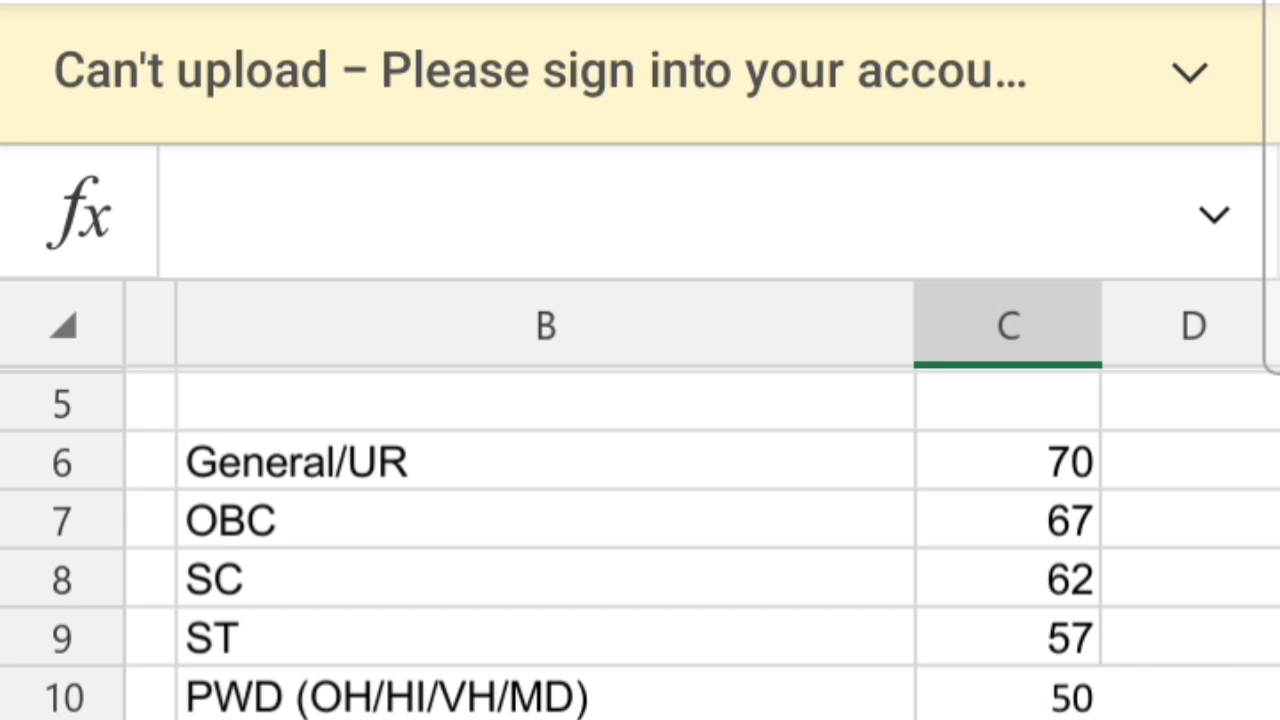 Can't upload – Please sign into your accou...
fx
B C D
5
6 General/UR 70
7 OBC 67
8 SC 62
9 ST 57
10 PWD (OH/HI/VH/MD) 50